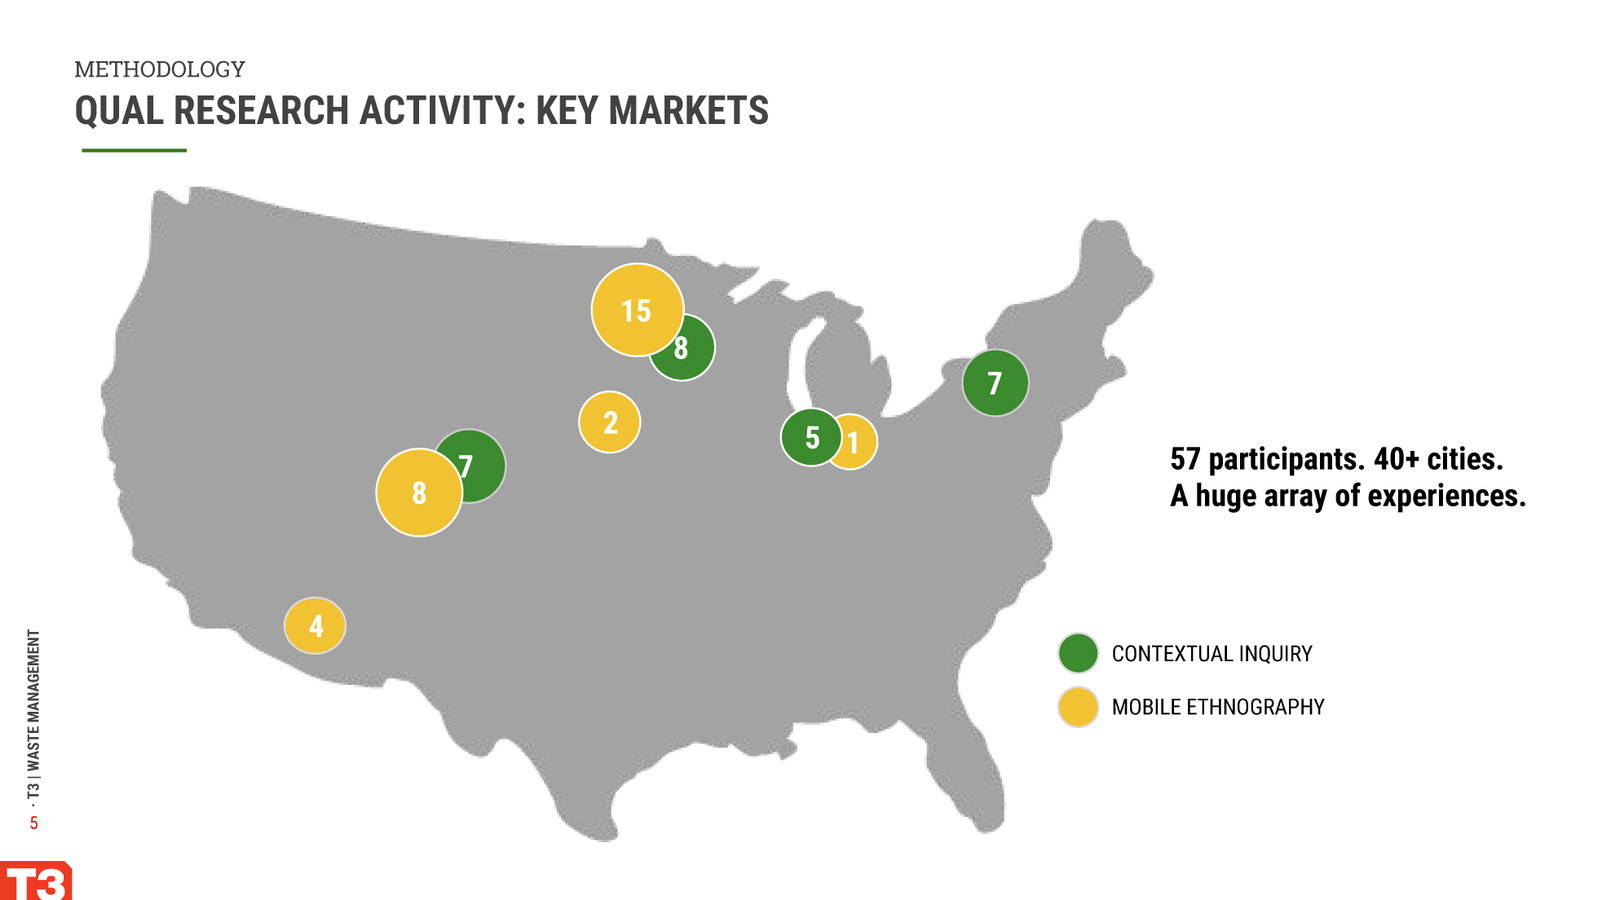 METHODOLOGY
QUAL RESEARCH ACTIVITY: KEY MARKETS
15
8
7
2
5
1
7
8
4
57 participants. 40+ cities.
A huge array of experiences.
CONTEXTUAL INQUIRY
MOBILE ETHNOGRAPHY
5 · T3 | WASTE MANAGEMENT
T3